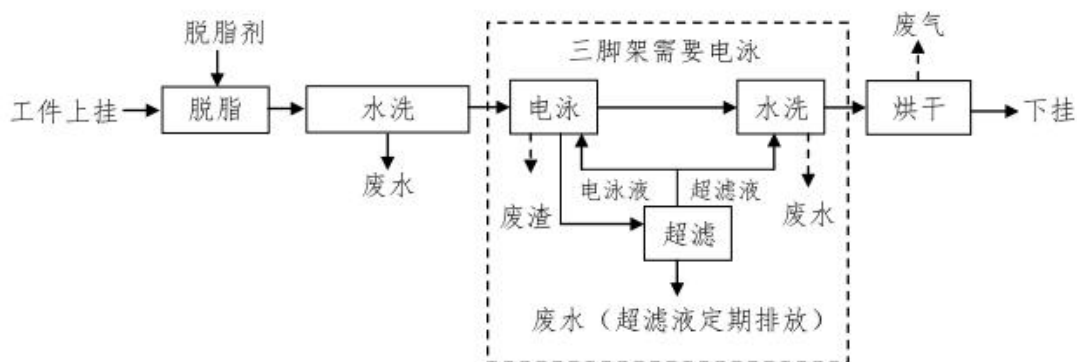 脱脂剂
三脚架需要电泳
废气
工件上挂
脱脂
水洗
电泳
水洗
烘干
下挂
废水
电泳液
超滤液
废渣
超滤
废水
废水（超滤液定期排放）